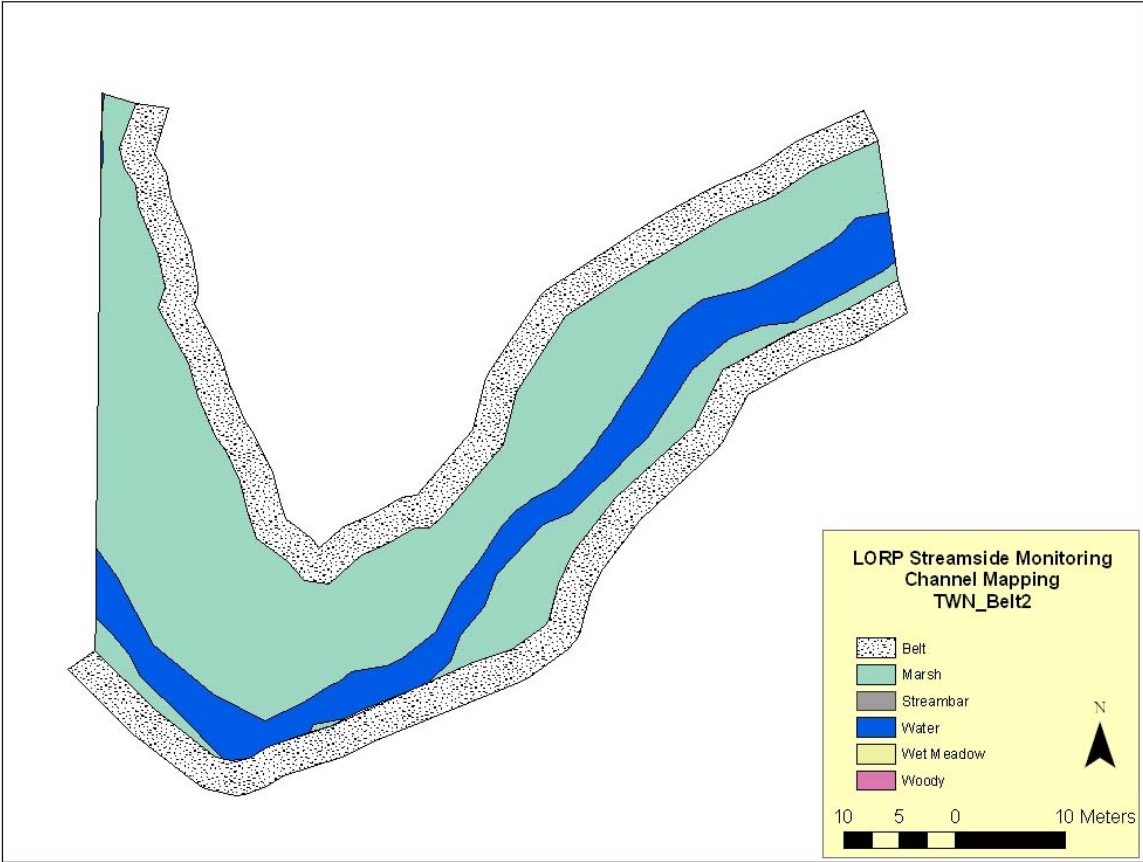 LORP Streamside Monitoring
Channel Mapping
TWN_Belt2
Belt
Marsh
Streambar
Water
Wet Meadow
Woody
N
10 5 0 10 Meters